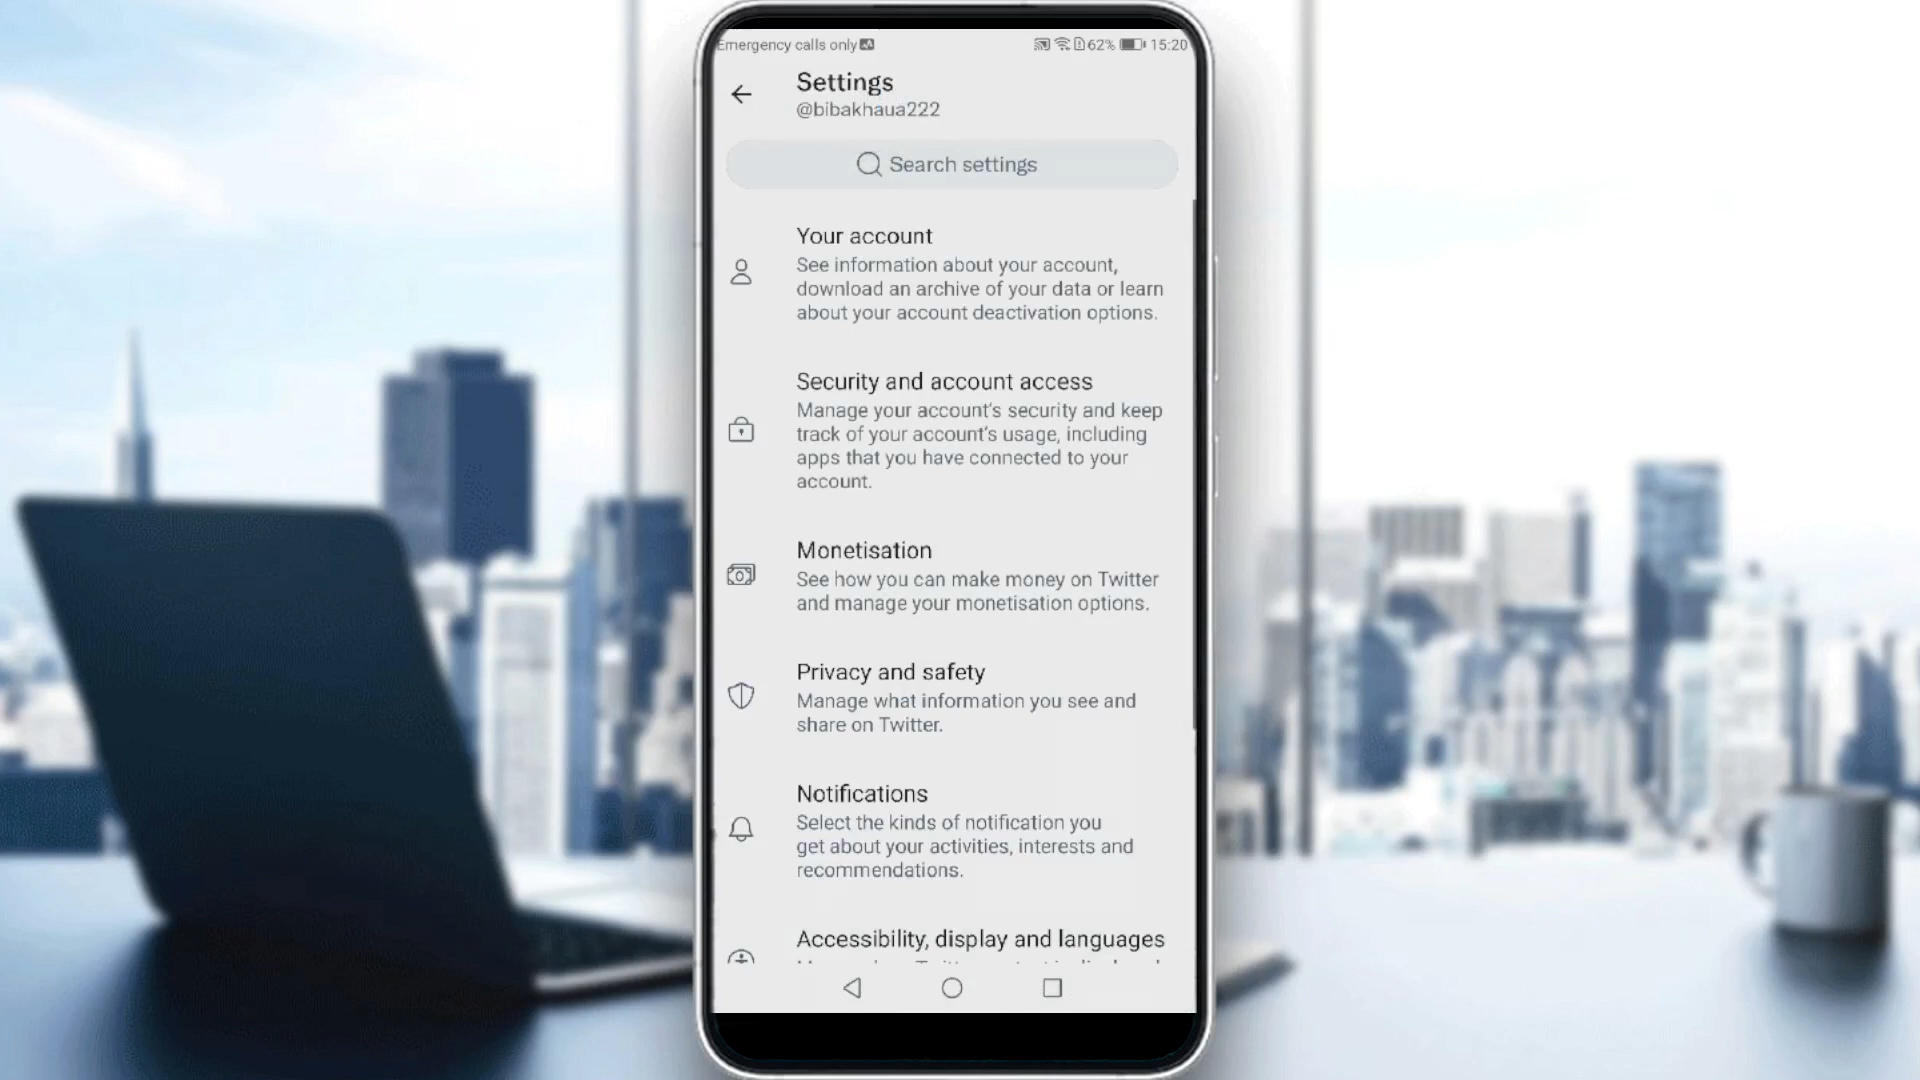 Emergency calls only
62% 15:20
Settings
@bibakhaua222
Search settings
Your account
See information about your account,
download an archive of your data or learn
about your account deactivation options.
Security and account access
Manage your account's security and keep
track of your account's usage, including
apps that you have connected to your
account.
Monetisation
See how you can make money on Twitter
and manage your monetisation options.
Privacy and safety
Manage what information you see and
share on Twitter.
Notifications
Select the kinds of notification you
get about your activities, interests and
recommendations.
Accessibility, display and languages